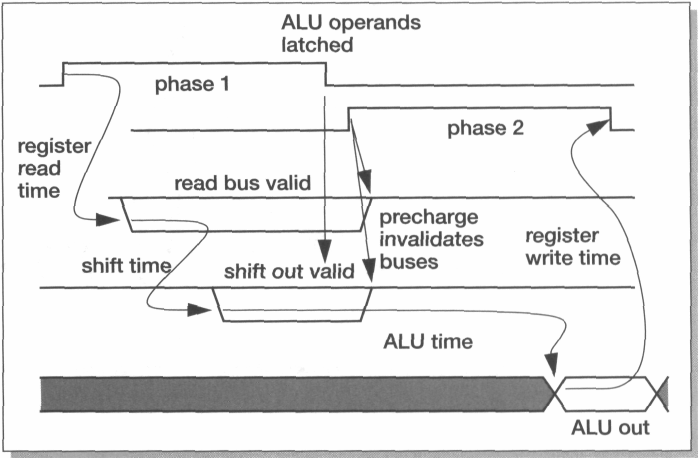 ALU operands
latched
phase 1
phase 2
register
read
time
read bus valid
precharge
invalidates
buses
register
write time
shift time
shift out valid
ALU time
ALU out